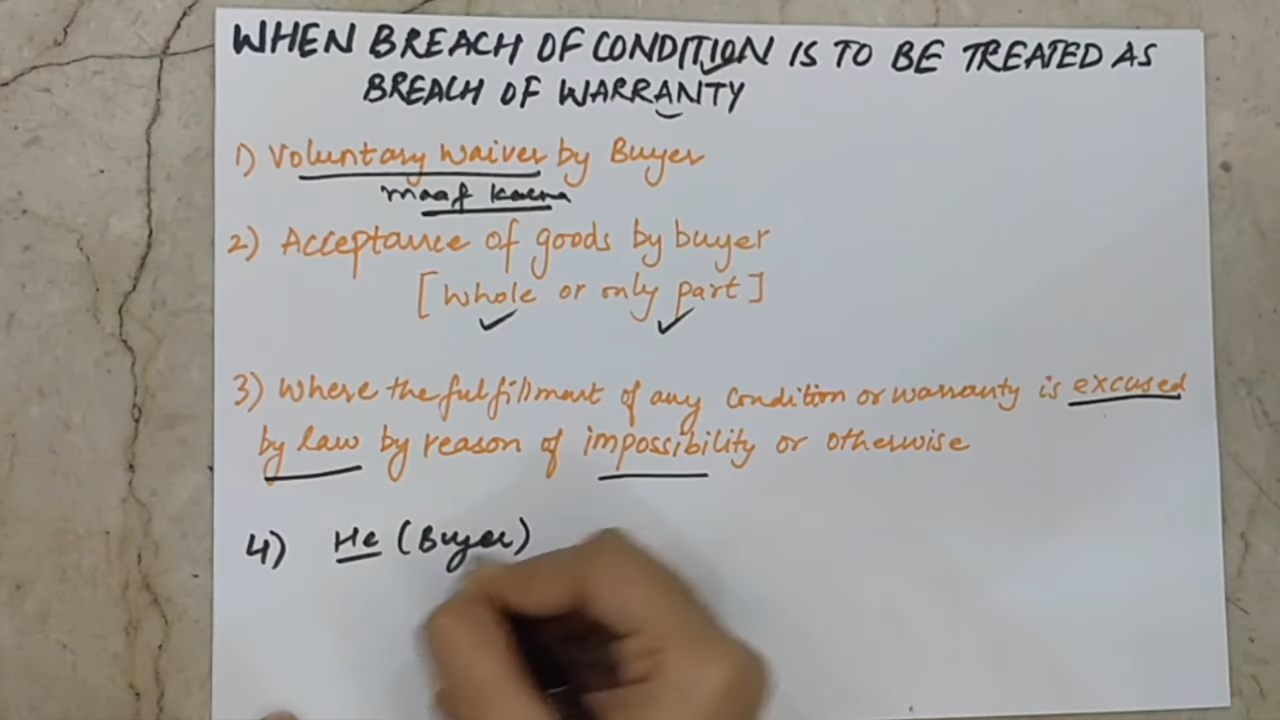 WHEN BREACH OF CONDITION IS TO BE TREATED AS
BREACH OF WARRANTY
1) Voluntary waiver by Buyer
maaf karna
2) Acceptance of goods by buyer
[whole or only part]
3) Where the fulfillment of any condition or warranty is excused
by law by reason of impossibility or otherwise
4) He (Buyer)